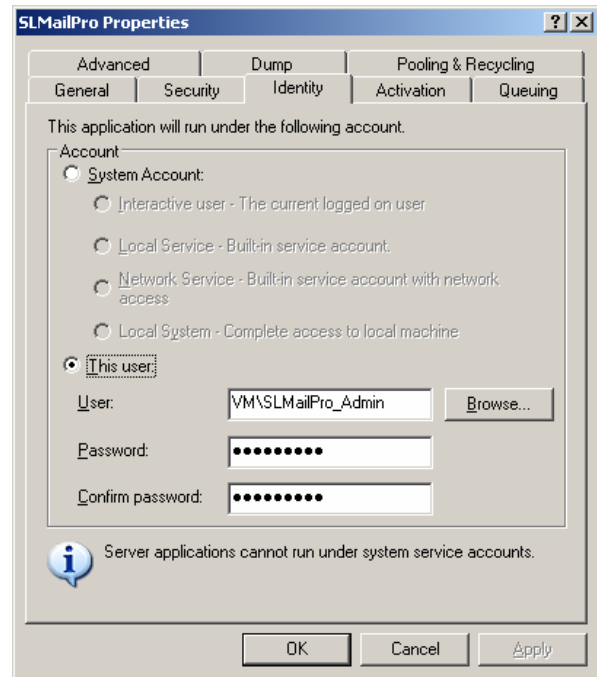 SLMailPro Properties
? X
Advanced Dump Pooling & Recycling
General Security Identity Activation Queuing
This application will run under the following account.
Account
System Account:
Interactive user - The current logged on user
Local Service - Built-in service account.
Network Service - Built-in service account with network
access
Local System - Complete access to local machine
This user:
User: VM\SLMailPro_Admin Browse...
Password: ●●●●●●●●●
Confirm password: ●●●●●●●●●
i Server applications cannot run under system service accounts.
OK Cancel Apply